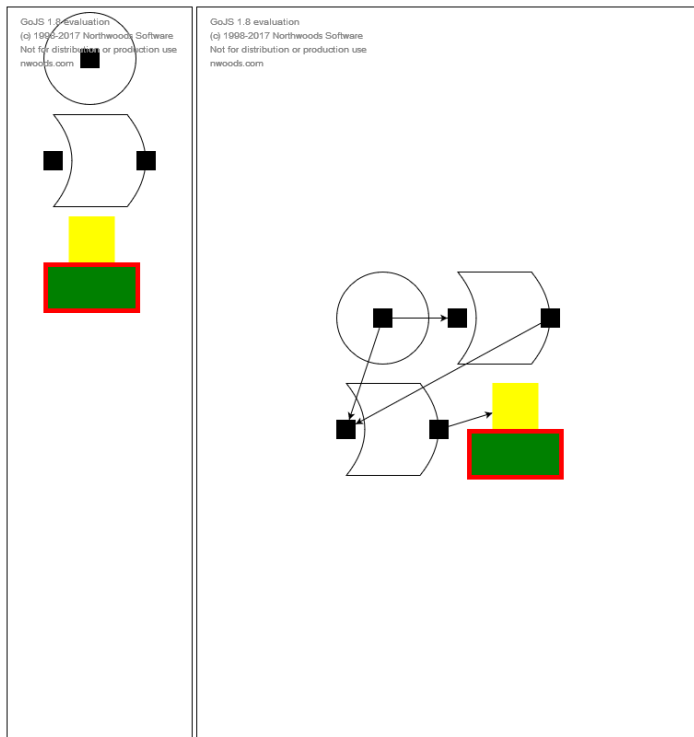 GoJS 1.8 evaluation
(c) 1998-2017 Northwoods Software
Not for distribution or production use
nwoods.com
GoJS 1.8 evaluation
(c) 1998-2017 Northwoods Software
Not for distribution or production use
nwoods.com